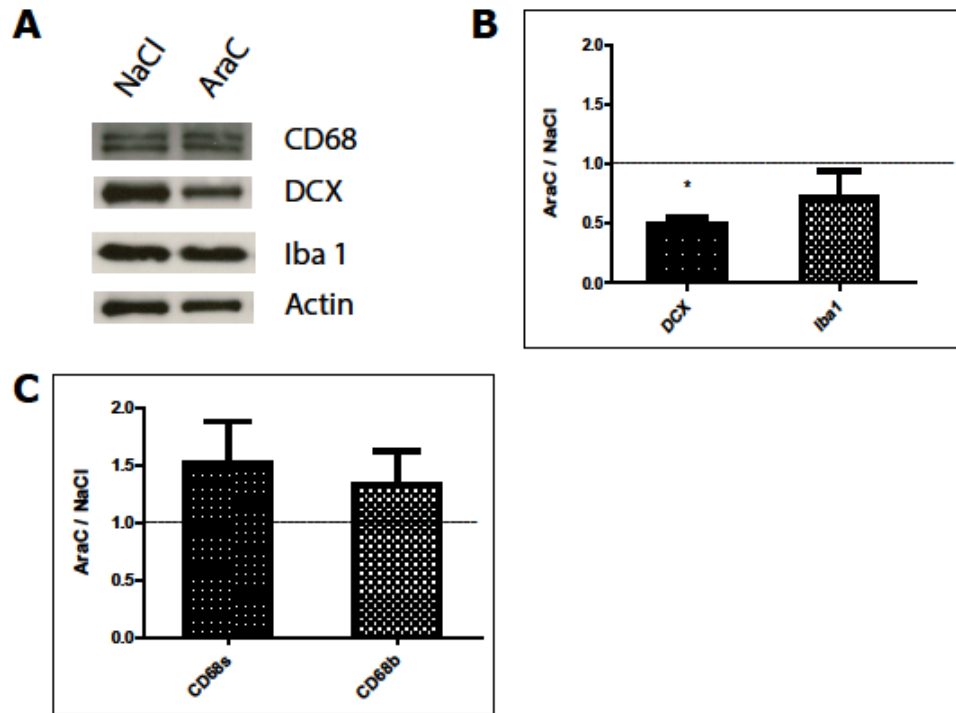 A
NaCl AraC
CD68
DCX
Iba 1
Actin
B
AraC / NaCl
2.0
1.5
1.0
0.5
0.0
*
DCX Iba1
C
AraC / NaCl
2.0
1.5
1.0
0.5
0.0
CD68s CD68b